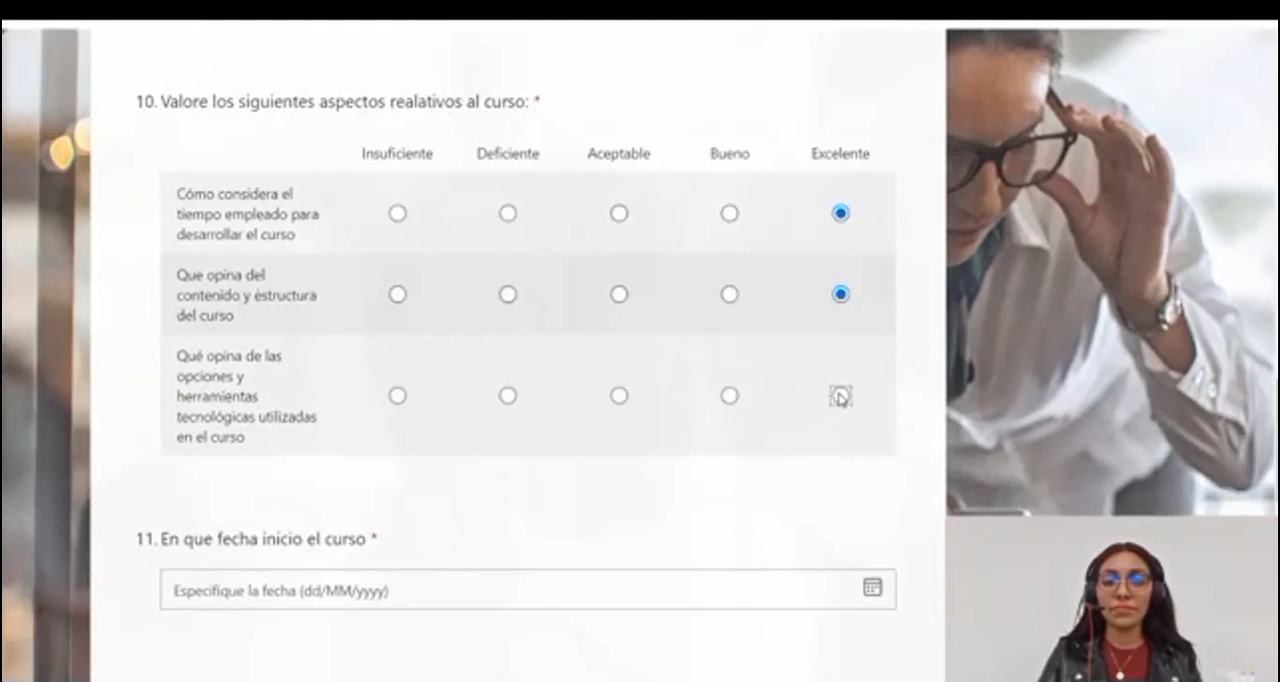 10. Valore los siguientes aspectos realativos al curso: *
Insuficiente Deficiente Aceptable Bueno Excelente
Cómo considera el
tiempo empleado para
desarrollar el curso
Que opina del
contenido y estructura
del curso
Qué opina de las
opciones y
herramientas
tecnológicas utilizadas
en el curso
11. En que fecha inicio el curso *
Especifique la fecha (dd/MM/yyyy)